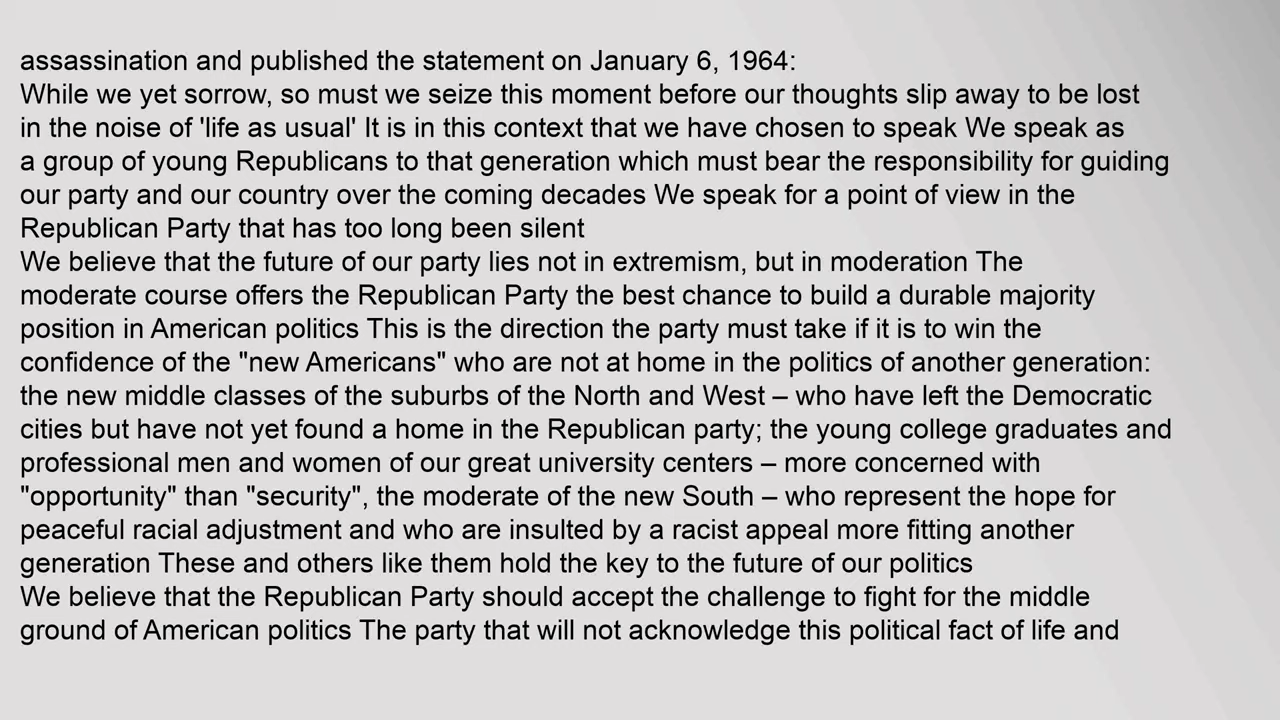 assassination and published the statement on January 6, 1964:
While we yet sorrow, so must we seize this moment before our thoughts slip away to be lost
in the noise of 'life as usual' It is in this context that we have chosen to speak We speak as
a group of young Republicans to that generation which must bear the responsibility for guiding
our party and our country over the coming decades We speak for a point of view in the
Republican Party that has too long been silent
We believe that the future of our party lies not in extremism, but in moderation The
moderate course offers the Republican Party the best chance to build a durable majority
position in American politics This is the direction the party must take if it is to win the
confidence of the "new Americans" who are not at home in the politics of another generation:
the new middle classes of the suburbs of the North and West – who have left the Democratic
cities but have not yet found a home in the Republican party; the young college graduates and
professional men and women of our great university centers – more concerned with
"opportunity" than "security", the moderate of the new South – who represent the hope for
peaceful racial adjustment and who are insulted by a racist appeal more fitting another
generation These and others like them hold the key to the future of our politics
We believe that the Republican Party should accept the challenge to fight for the middle
ground of American politics The party that will not acknowledge this political fact of life and